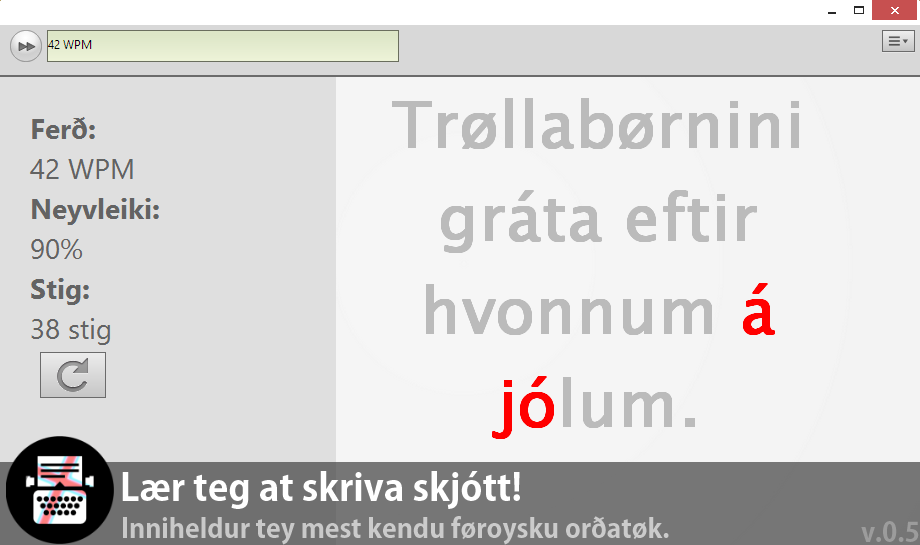 42 WPM
Ferð:
42 WPM
Neyvleiki:
90%
Stig:
38 stig
Trøllabørnini
gráta eftir
hvonnum á
jólum.
Lær teg at skriva skjótt!
Inniheldur tey mest kendu føroysku orðatøk.
v.0.5